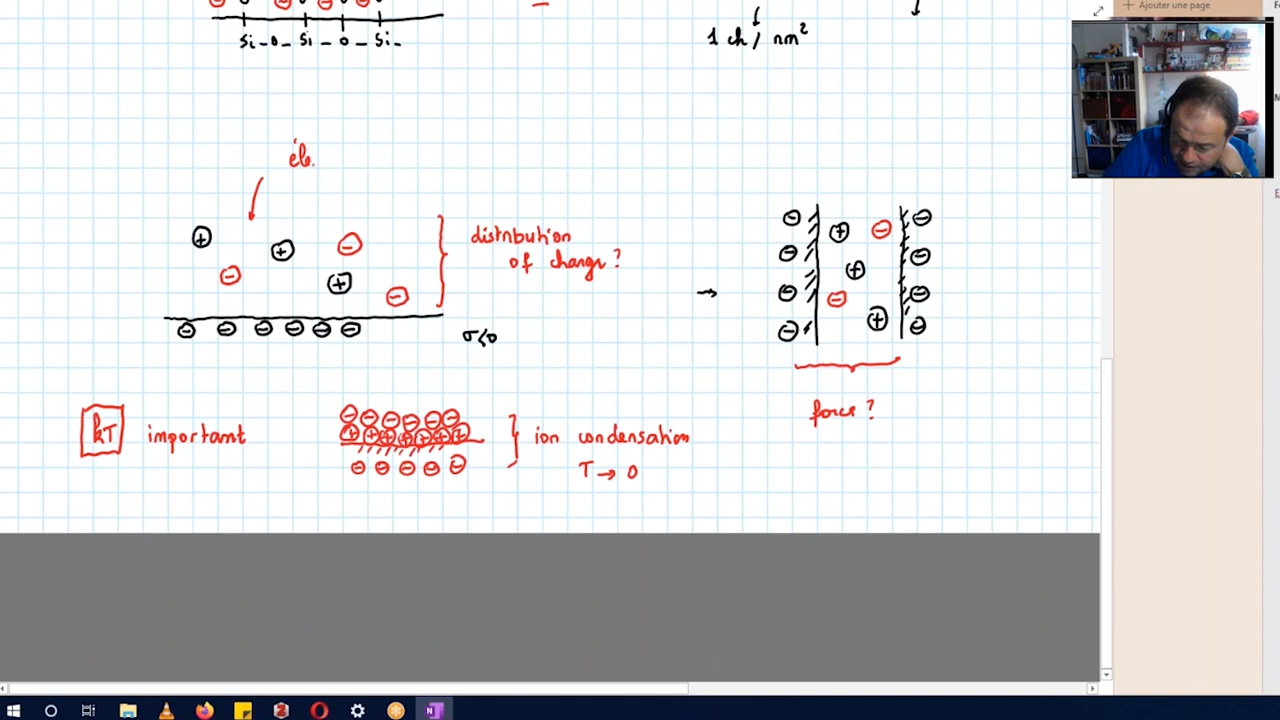 Ajouter une page
Si - O - Si - O - Si -
1 ch / nm²
él.
distribution
of charge ?
σ<0
→
force ?
kT important
ion condensation
T → 0